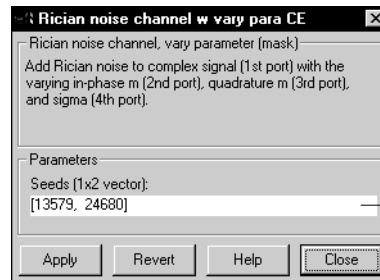 Rician noise channel w vary para CE
Rician noise channel, vary parameter (mask)
Add Rician noise to complex signal (1st port) with the
varying in-phase m (2nd port), quadrature m (3rd port),
and sigma (4th port).
Parameters
Seeds (1x2 vector):
[13579, 24680]
Apply Revert Help Close